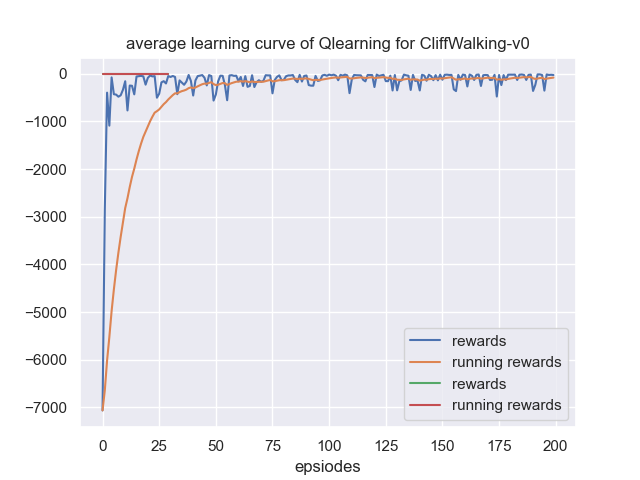 average learning curve of Qlearning for CliffWalking-v0
0
−1000
−2000
−3000
−4000
−5000
−6000
−7000
rewards
running rewards
rewards
running rewards
0 25 50 75 100 125 150 175 200
epsiodes